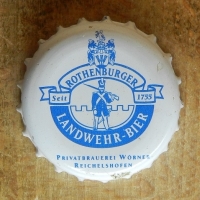 ROTHENBURGER
Seit 1755
LANDWEHR-BIER
PRIVATBRAUEREI WÖRNER
REICHELSHOFEN